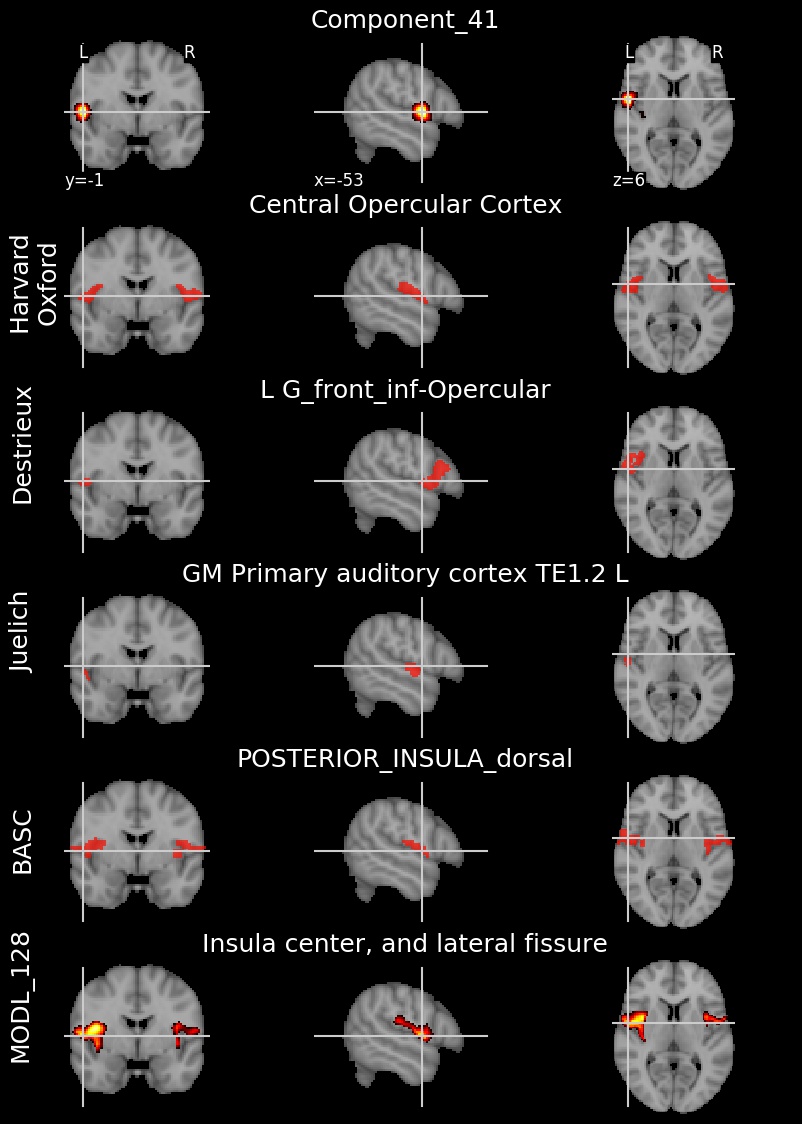 Component_41
L
R
L
R
y=-1
x=-53
z=6
Central Opercular Cortex
Harvard
Oxford
L G_front_inf-Opercular
Destrieux
GM Primary auditory cortex TE1.2 L
Juelich
POSTERIOR_INSULA_dorsal
BASC
Insula center, and lateral fissure
MODL_128